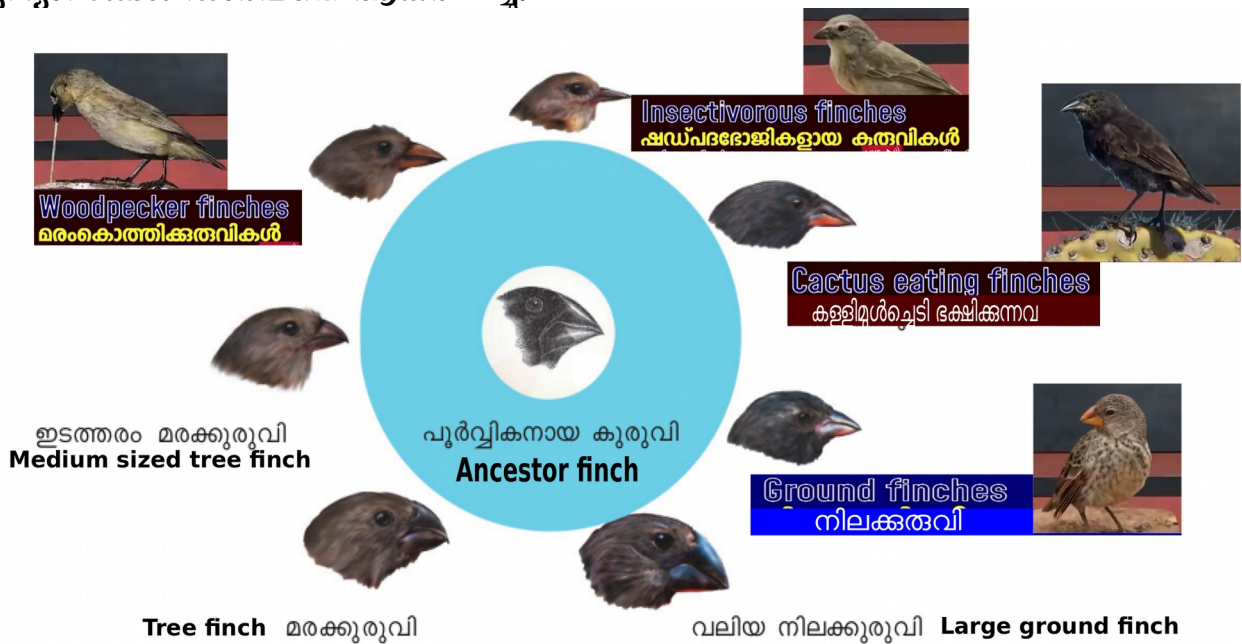 Insectivorous finches
ഷഡ്പദഭോജികളായ കുരുവികൾ
Woodpecker finches
മരംകൊത്തിക്കുരുവികൾ
Cactus eating finches
കള്ളിമുൾച്ചെടി ഭക്ഷിക്കുന്നവ
ഇടത്തരം മരക്കുരുവി
Medium sized tree finch
പൂർവ്വികനായ കുരുവി
Ancestor finch
Ground finches
നിലക്കുരുവി
Tree finch മരക്കുരുവി
വലിയ നിലക്കുരുവി Large ground finch